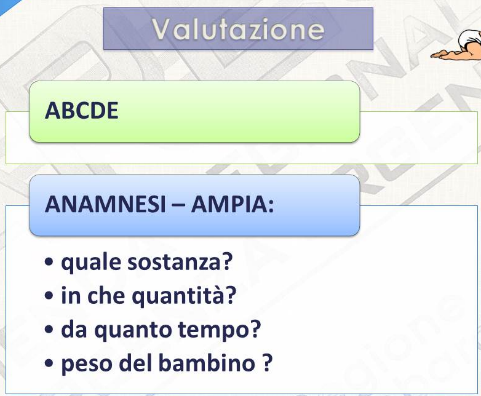 Valutazione
ABCDE
ANAMNESI – AMPIA:
• quale sostanza?
• in che quantità?
• da quanto tempo?
• peso del bambino ?